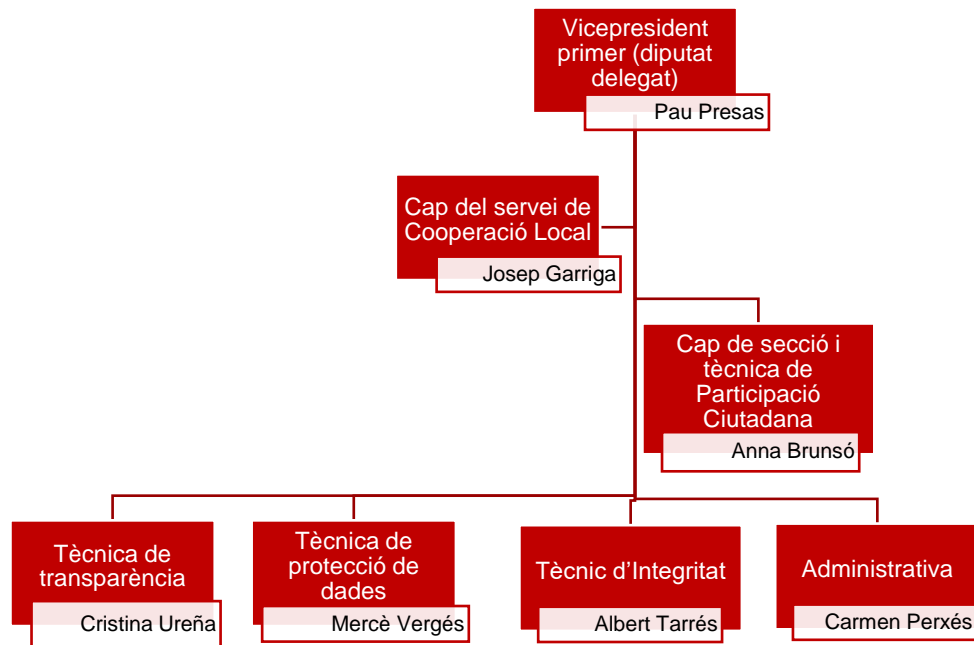 Vicepresident
primer (diputat
delegat)
Pau Presas
Cap del servei de
Cooperació Local
Josep Garriga
Cap de secció i
tècnica de
Participació
Ciutadana
Anna Brunsó
Tècnica de
transparència
Cristina Ureña
Tècnica de
protecció de
dades
Mercè Vergés
Tècnic d’Integritat
Albert Tarrés
Administrativa
Carmen Perxés